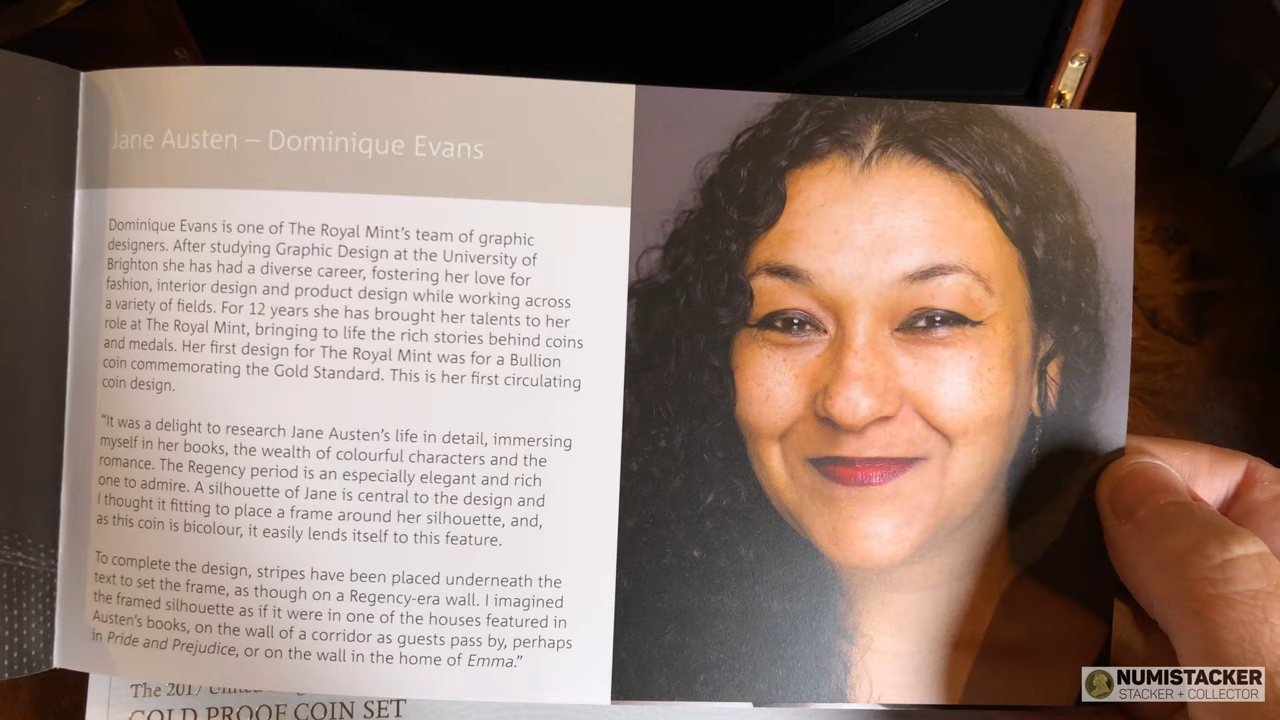 Jane Austen – Dominique Evans
Dominique Evans is one of The Royal Mint's team of graphic
designers. After studying Graphic Design at the University of
Brighton she has had a diverse career, fostering her love for
fashion, interior design and product design while working across
a variety of fields. For 12 years she has brought her talents to her
role at The Royal Mint, bringing to life the rich stories behind coins
and medals. Her first design for The Royal Mint was for a Bullion
coin commemorating the Gold Standard. This is her first circulating
coin design.
“It was a delight to research Jane Austen's life in detail, immersing
myself in her books, the wealth of colourful characters and the
romance. The Regency period is an especially elegant and rich
one to admire. A silhouette of Jane is central to the design and
I thought it fitting to place a frame around her silhouette, and,
as this coin is bicolour, it easily lends itself to this feature.
To complete the design, stripes have been placed underneath the
text to set the frame, as though on a Regency-era wall. I imagined
the framed silhouette as if it were in one of the houses featured in
Austen's books, on the wall of a corridor as guests pass by, perhaps
in Pride and Prejudice, or on the wall in the home of Emma.”
The 2017
GOLD PROOF COIN SET
NUMISTACKER
STACKER + COLLECTOR